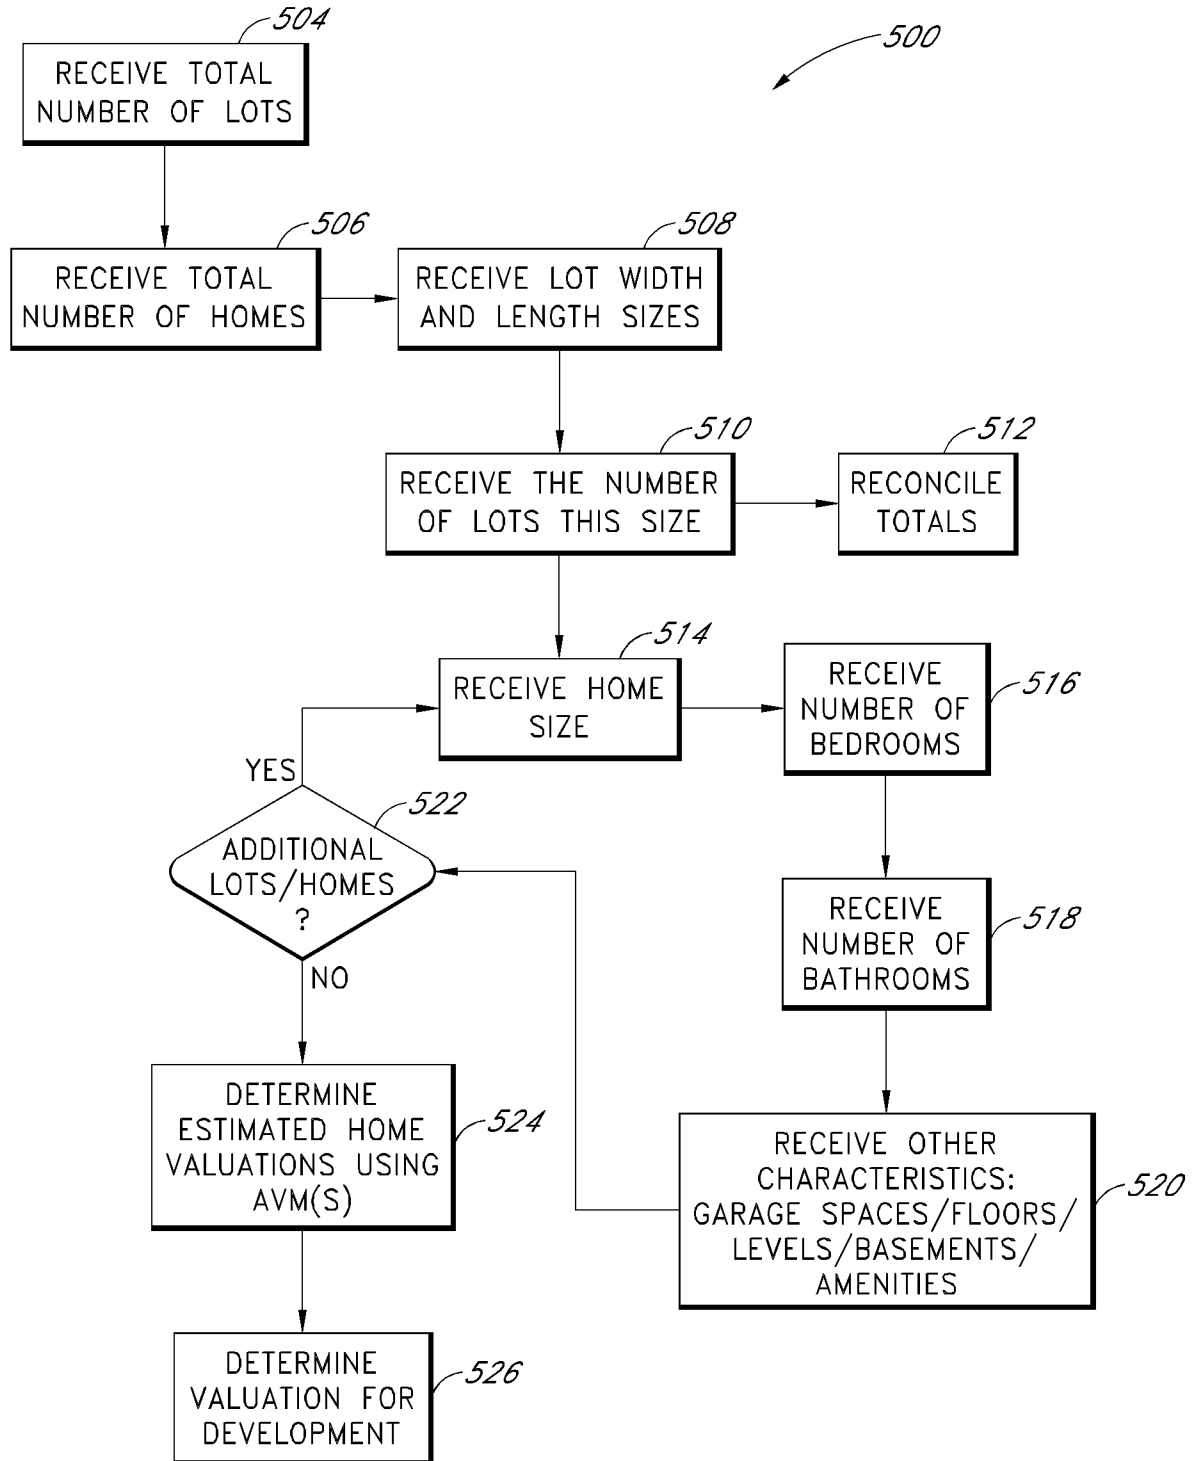 504
500
RECEIVE TOTAL
NUMBER OF LOTS
506
508
RECEIVE TOTAL
NUMBER OF HOMES
RECEIVE LOT WIDTH
AND LENGTH SIZES
510
512
RECEIVE THE NUMBER
OF LOTS THIS SIZE
RECONCILE
TOTALS
514
RECEIVE HOME
SIZE
516
RECEIVE
NUMBER OF
BEDROOMS
YES
522
ADDITIONAL
LOTS/HOMES
?
NO
518
RECEIVE
NUMBER OF
BATHROOMS
524
DETERMINE
ESTIMATED HOME
VALUATIONS USING
AVM(S)
520
RECEIVE OTHER
CHARACTERISTICS:
GARAGE SPACES/FLOORS/
LEVELS/BASEMENTS/
AMENITIES
526
DETERMINE
VALUATION FOR
DEVELOPMENT